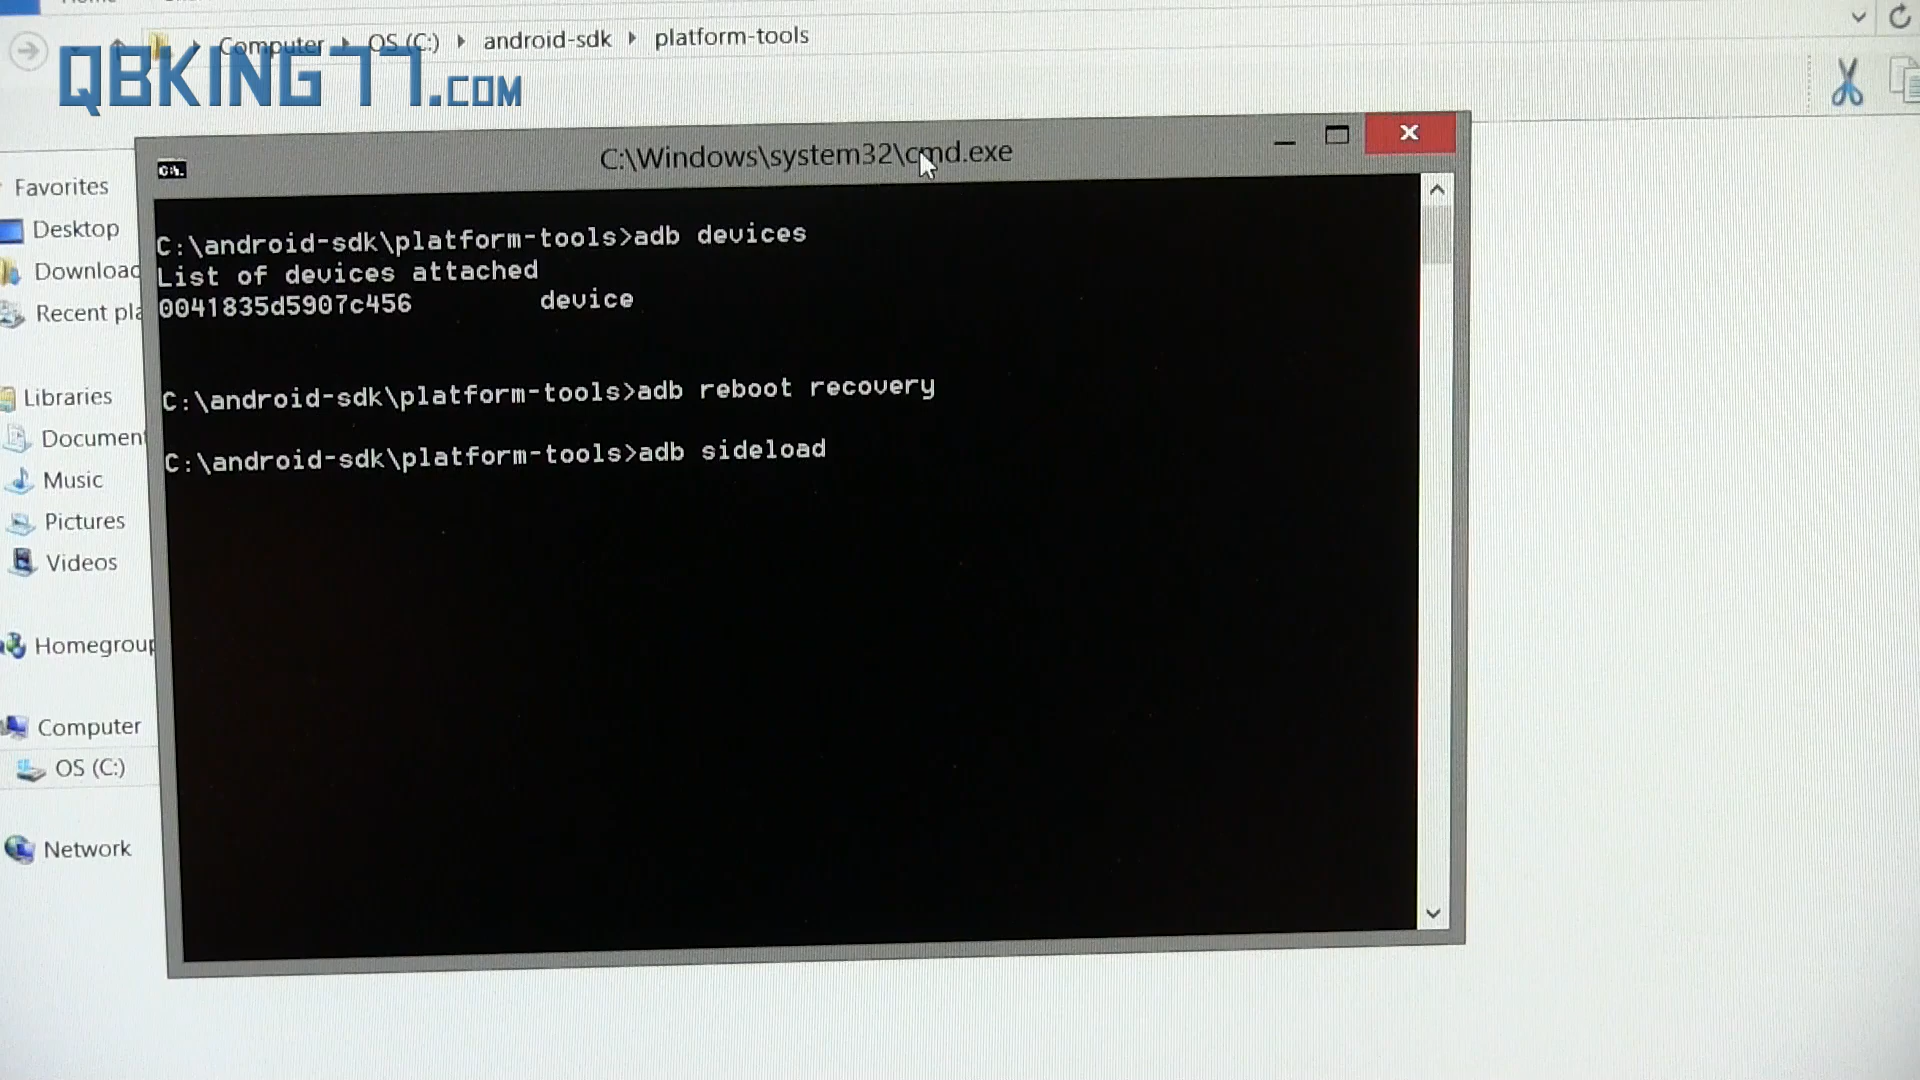 Computer OS (C:) android-sdk platform-tools
QBKING77.COM
C:\Windows\system32\cmd.exe
Favorites
Desktop
Download
Recent pla
Libraries
Document
Music
Pictures
Videos
Homegroup
Computer
OS (C:)
Network
C:\android-sdk\platform-tools>adb devices
List of devices attached
0041835d5907c456 device
C:\android-sdk\platform-tools>adb reboot recovery
C:\android-sdk\platform-tools>adb sideload